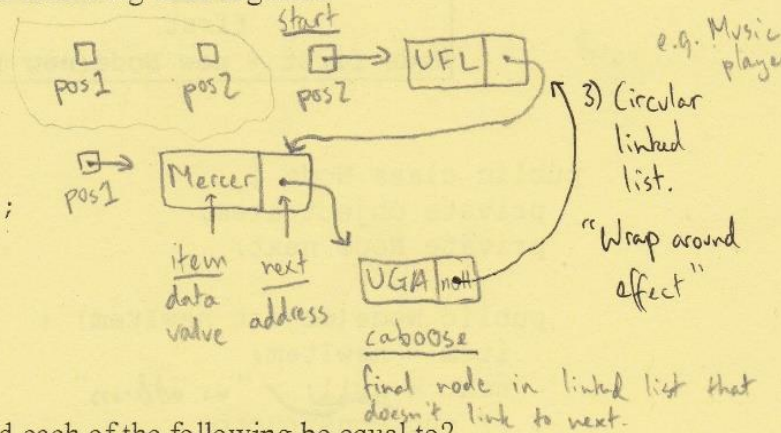 start
pos1
pos2
pos2
UFL
e.g. Music
player
3) Circular
linked
list.
"Wrap around
effect"
pos1
Mercer
;
item
data
value
next
address
UGA null
caboose
final node in linked list that
doesn't link to next.
d each of the following be equal to?